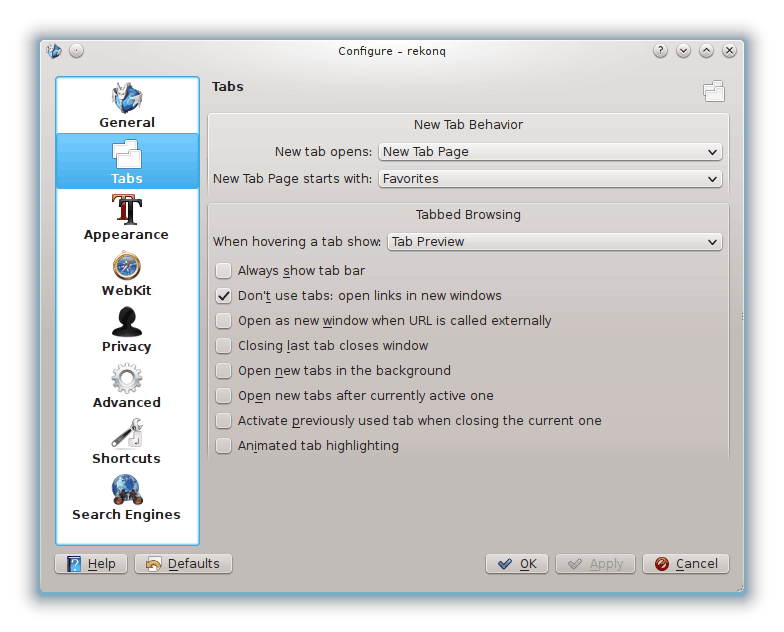 Configure – rekonq
General
Tabs
Appearance
WebKit
Privacy
Advanced
Shortcuts
Search Engines
Tabs
New Tab Behavior
New tab opens: New Tab Page
New Tab Page starts with: Favorites
Tabbed Browsing
When hovering a tab show: Tab Preview
Always show tab bar
Don't use tabs: open links in new windows
Open as new window when URL is called externally
Closing last tab closes window
Open new tabs in the background
Open new tabs after currently active one
Activate previously used tab when closing the current one
Animated tab highlighting
Help Defaults OK Apply Cancel